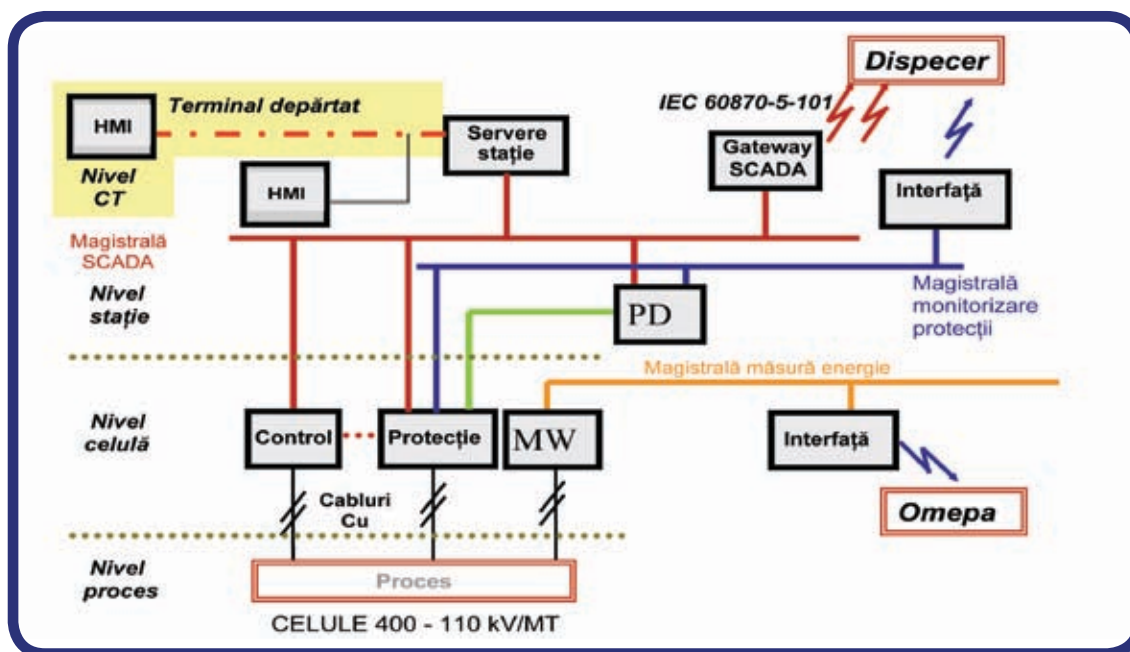 Dispecer
Terminal depărtat
IEC 60870-5-101
HMI
Servere
stație
Gateway
SCADA
Nivel
CT
HMI
Interfață
Magistrală
SCADA
Nivel
stație
PD
Magistrală
monitorizare
protecții
Magistrală măsură energie
Nivel
celulă
Control
Protecție
MW
Interfață
Cabluri
Cu
Omepa
Nivel
proces
Proces
CELULE 400 - 110 kV/MT